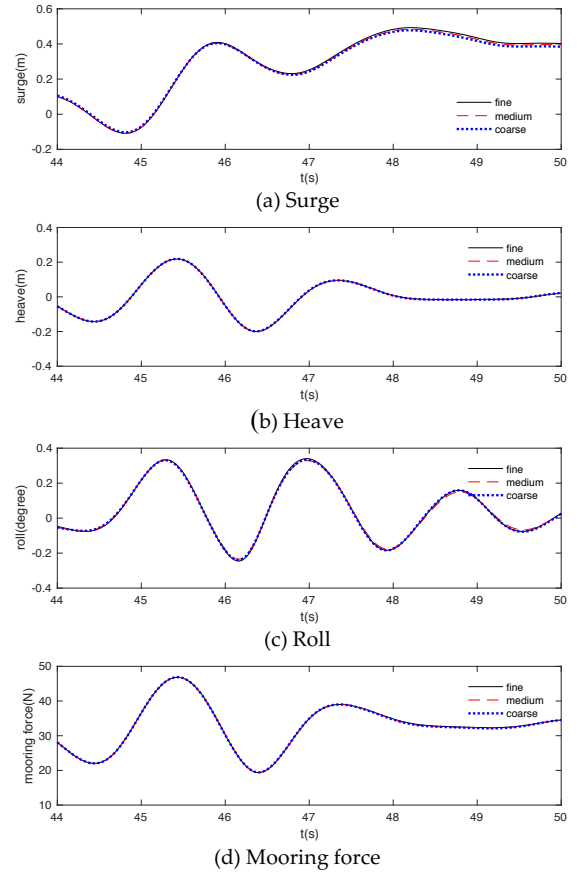 0.6
0.4
0.2
0
-0.2
surge(m)
fine
medium
coarse
44 45 46 47 48 49 50
t(s)
(a) Surge
0.4
0.2
0
-0.2
-0.4
heave(m)
fine
medium
coarse
44 45 46 47 48 49 50
t(s)
(b) Heave
0.4
0.2
0
-0.2
-0.4
roll(degree)
fine
medium
coarse
44 45 46 47 48 49 50
t(s)
(c) Roll
50
40
30
20
10
mooring force(N)
fine
medium
coarse
44 45 46 47 48 49 50
t(s)
(d) Mooring force